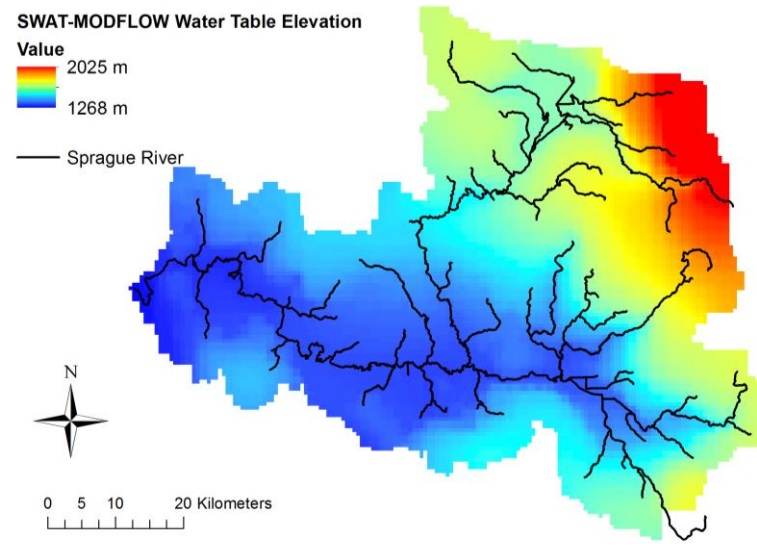 SWAT-MODFLOW Water Table Elevation
Value
2025 m
1268 m
Sprague River
N
0 5 10 20 Kilometers